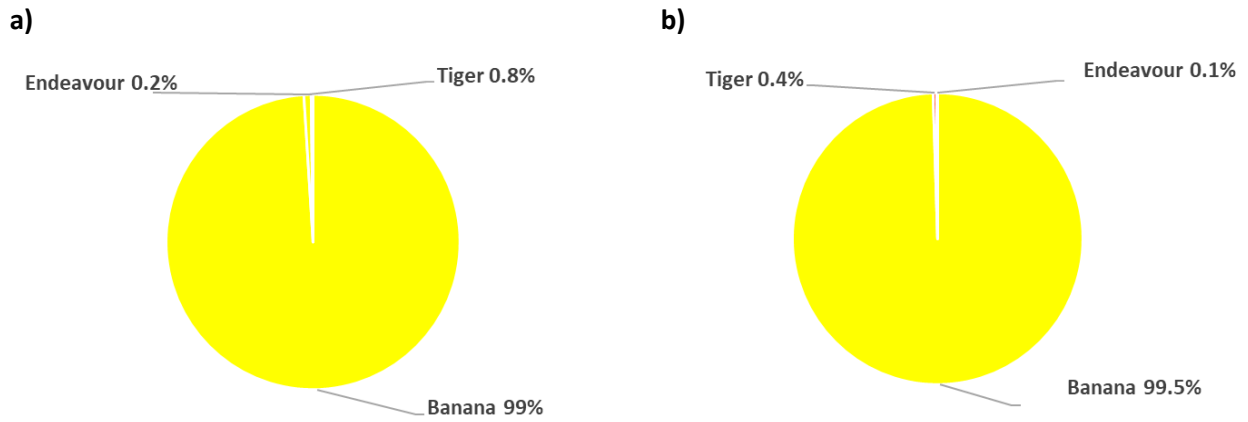 a)
Endeavour 0.2%
Tiger 0.8%
Banana 99%
b)
Tiger 0.4%
Endeavour 0.1%
Banana 99.5%